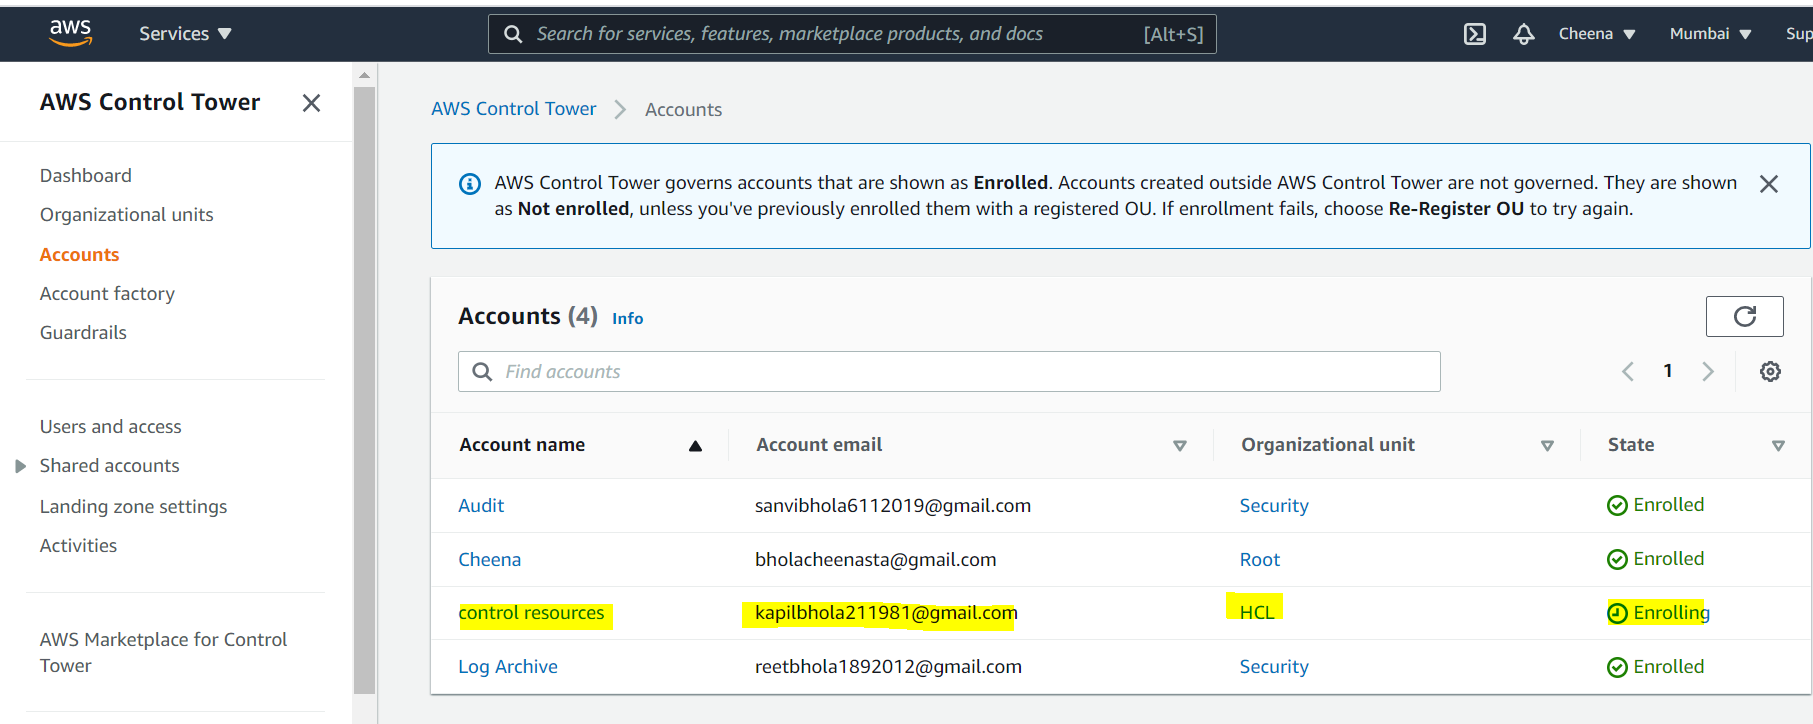 aws Services Search for services, features, marketplace products, and docs [Alt+S] Cheena Mumbai Sup
AWS Control Tower
Dashboard
Organizational units
Accounts
Account factory
Guardrails
Users and access
Shared accounts
Landing zone settings
Activities
AWS Marketplace for Control
Tower
AWS Control Tower Accounts
AWS Control Tower governs accounts that are shown as Enrolled. Accounts created outside AWS Control Tower are not governed. They are shown
as Not enrolled, unless you've previously enrolled them with a registered OU. If enrollment fails, choose Re-Register OU to try again.
Accounts (4) Info
Find accounts 1
Account name Account email Organizational unit State
Audit sanvibhola6112019@gmail.com Security Enrolled
Cheena bholacheenasta@gmail.com Root Enrolled
control resources kapilbhola211981@gmail.com HCL Enrolling
Log Archive reetbhola1892012@gmail.com Security Enrolled